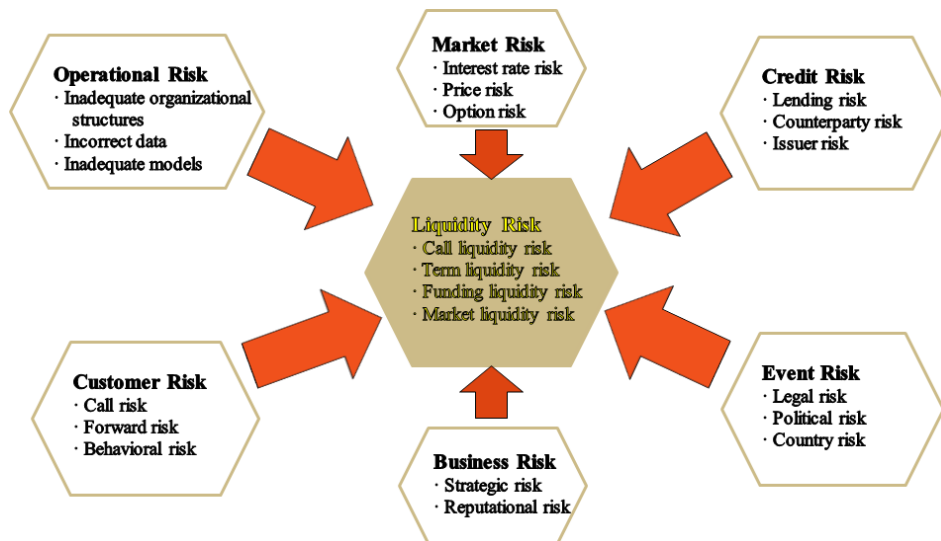 Market Risk
· Interest rate risk
· Price risk
· Option risk
Operational Risk
· Inadequate organizational
structures
· Incorrect data
· Inadequate models
Credit Risk
· Lending risk
· Counterparty risk
· Issuer risk
Liquidity Risk
· Call liquidity risk
· Term liquidity risk
· Funding liquidity risk
· Market liquidity risk
Customer Risk
· Call risk
· Forward risk
· Behavioral risk
Business Risk
· Strategic risk
· Reputational risk
Event Risk
· Legal risk
· Political risk
· Country risk